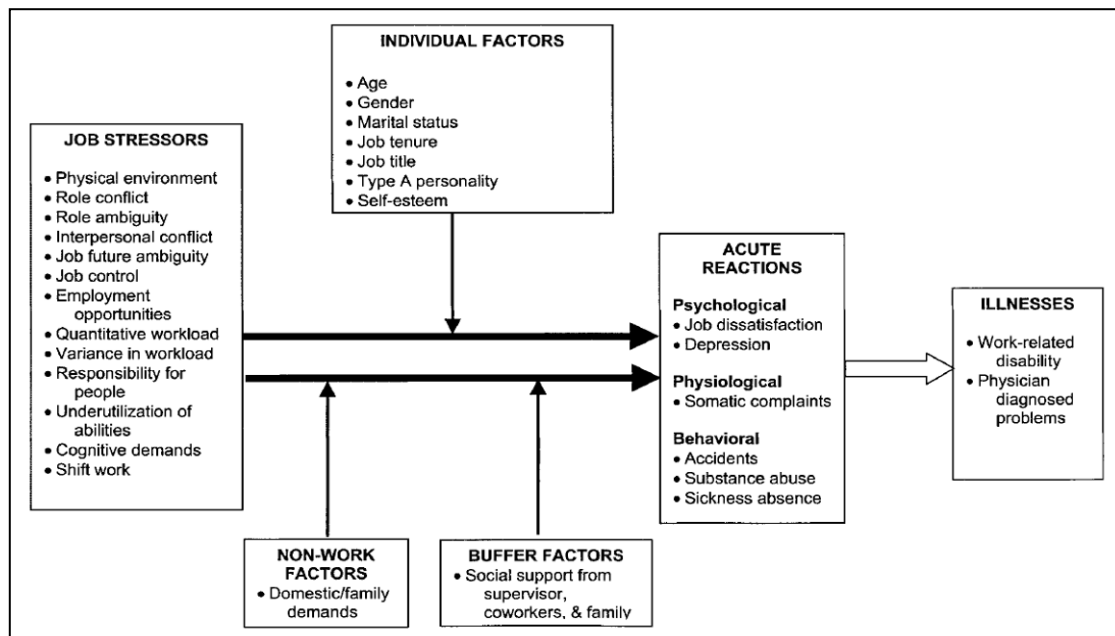 INDIVIDUAL FACTORS
• Age
• Gender
• Marital status
• Job tenure
• Job title
• Type A personality
• Self-esteem
JOB STRESSORS
• Physical environment
• Role conflict
• Role ambiguity
• Interpersonal conflict
• Job future ambiguity
• Job control
• Employment
opportunities
• Quantitative workload
• Variance in workload
• Responsibility for
people
• Underutilization of
abilities
• Cognitive demands
• Shift work
NON-WORK
FACTORS
• Domestic/family
demands
BUFFER FACTORS
• Social support from
supervisor,
coworkers, & family
ACUTE
REACTIONS
Psychological
• Job dissatisfaction
• Depression
Physiological
• Somatic complaints
Behavioral
• Accidents
• Substance abuse
• Sickness absence
ILLNESSES
• Work-related
disability
• Physician
diagnosed
problems